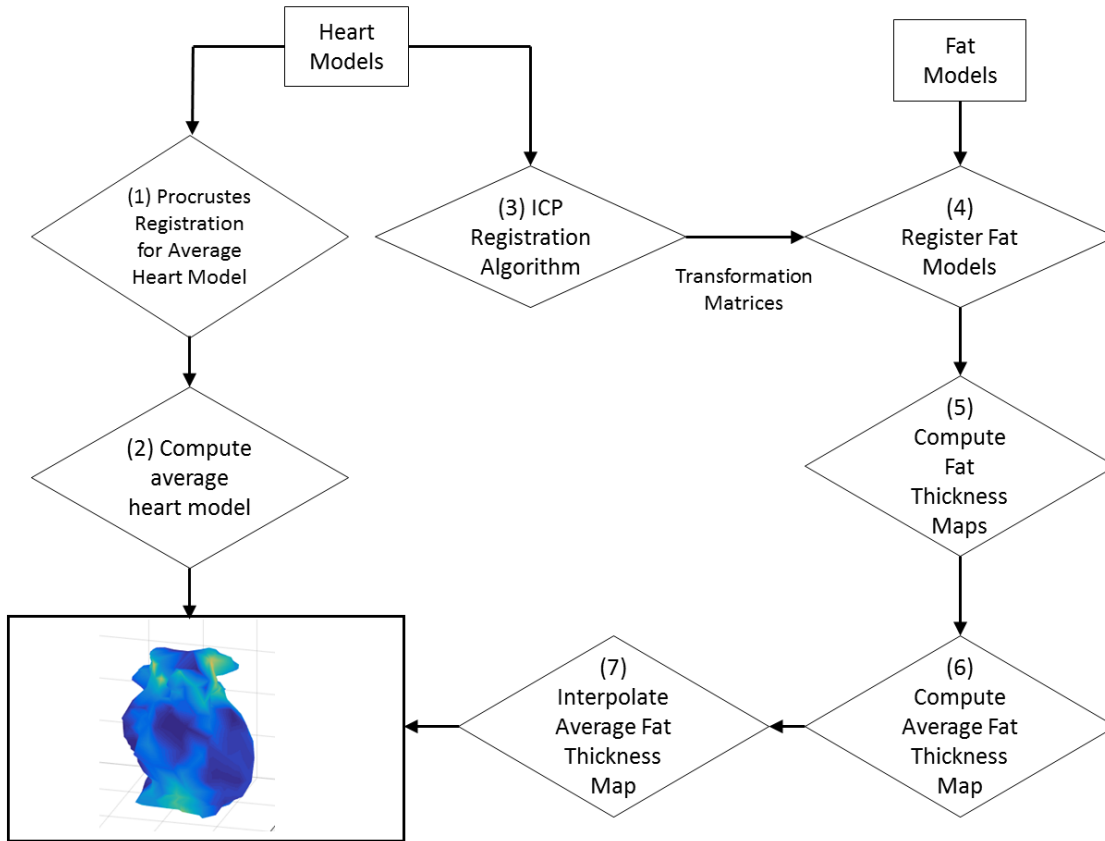 Heart
Models
Fat
Models
(1) Procrustes
Registration
for Average
Heart Model
(3) ICP
Registration
Algorithm
Transformation
Matrices
(4)
Register Fat
Models
(2) Compute
average
heart model
(5)
Compute
Fat
Thickness
Maps
(7)
Interpolate
Average Fat
Thickness
Map
(6)
Compute
Average Fat
Thickness
Map